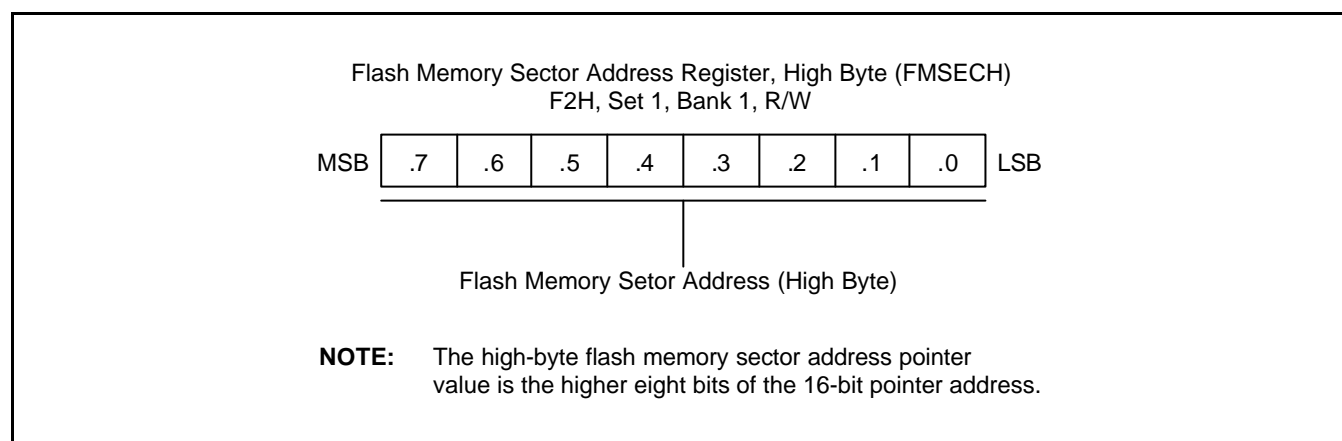 Flash Memory Sector Address Register, High Byte (FMSECH)
F2H, Set 1, Bank 1, R/W
MSB .7 .6 .5 .4 .3 .2 .1 .0 LSB
Flash Memory Setor Address (High Byte)
NOTE: The high-byte flash memory sector address pointer
value is the higher eight bits of the 16-bit pointer address.